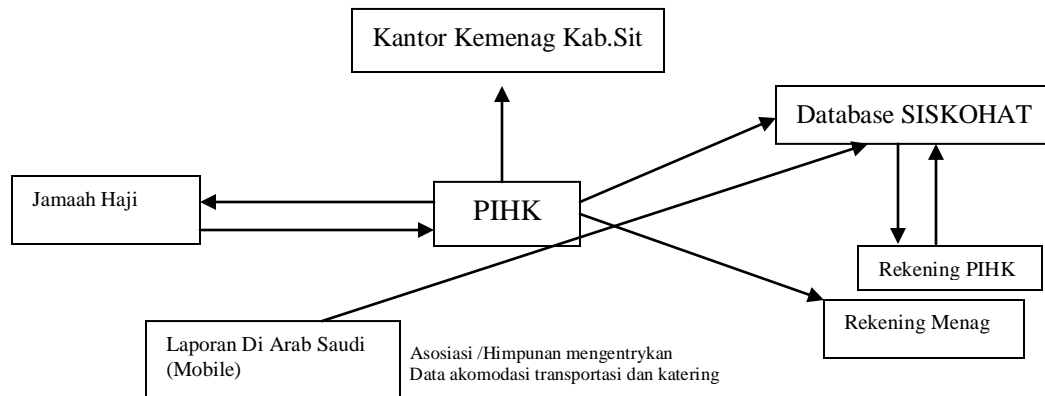 Kantor Kemenag Kab.Sit
Database SISKOHAT
Jamaah Haji
PIHK
Rekening PIHK
Rekening Menag
Laporan Di Arab Saudi
(Mobile)
Asosiasi /Himpunan mengentrykan
Data akomodasi transportasi dan katering